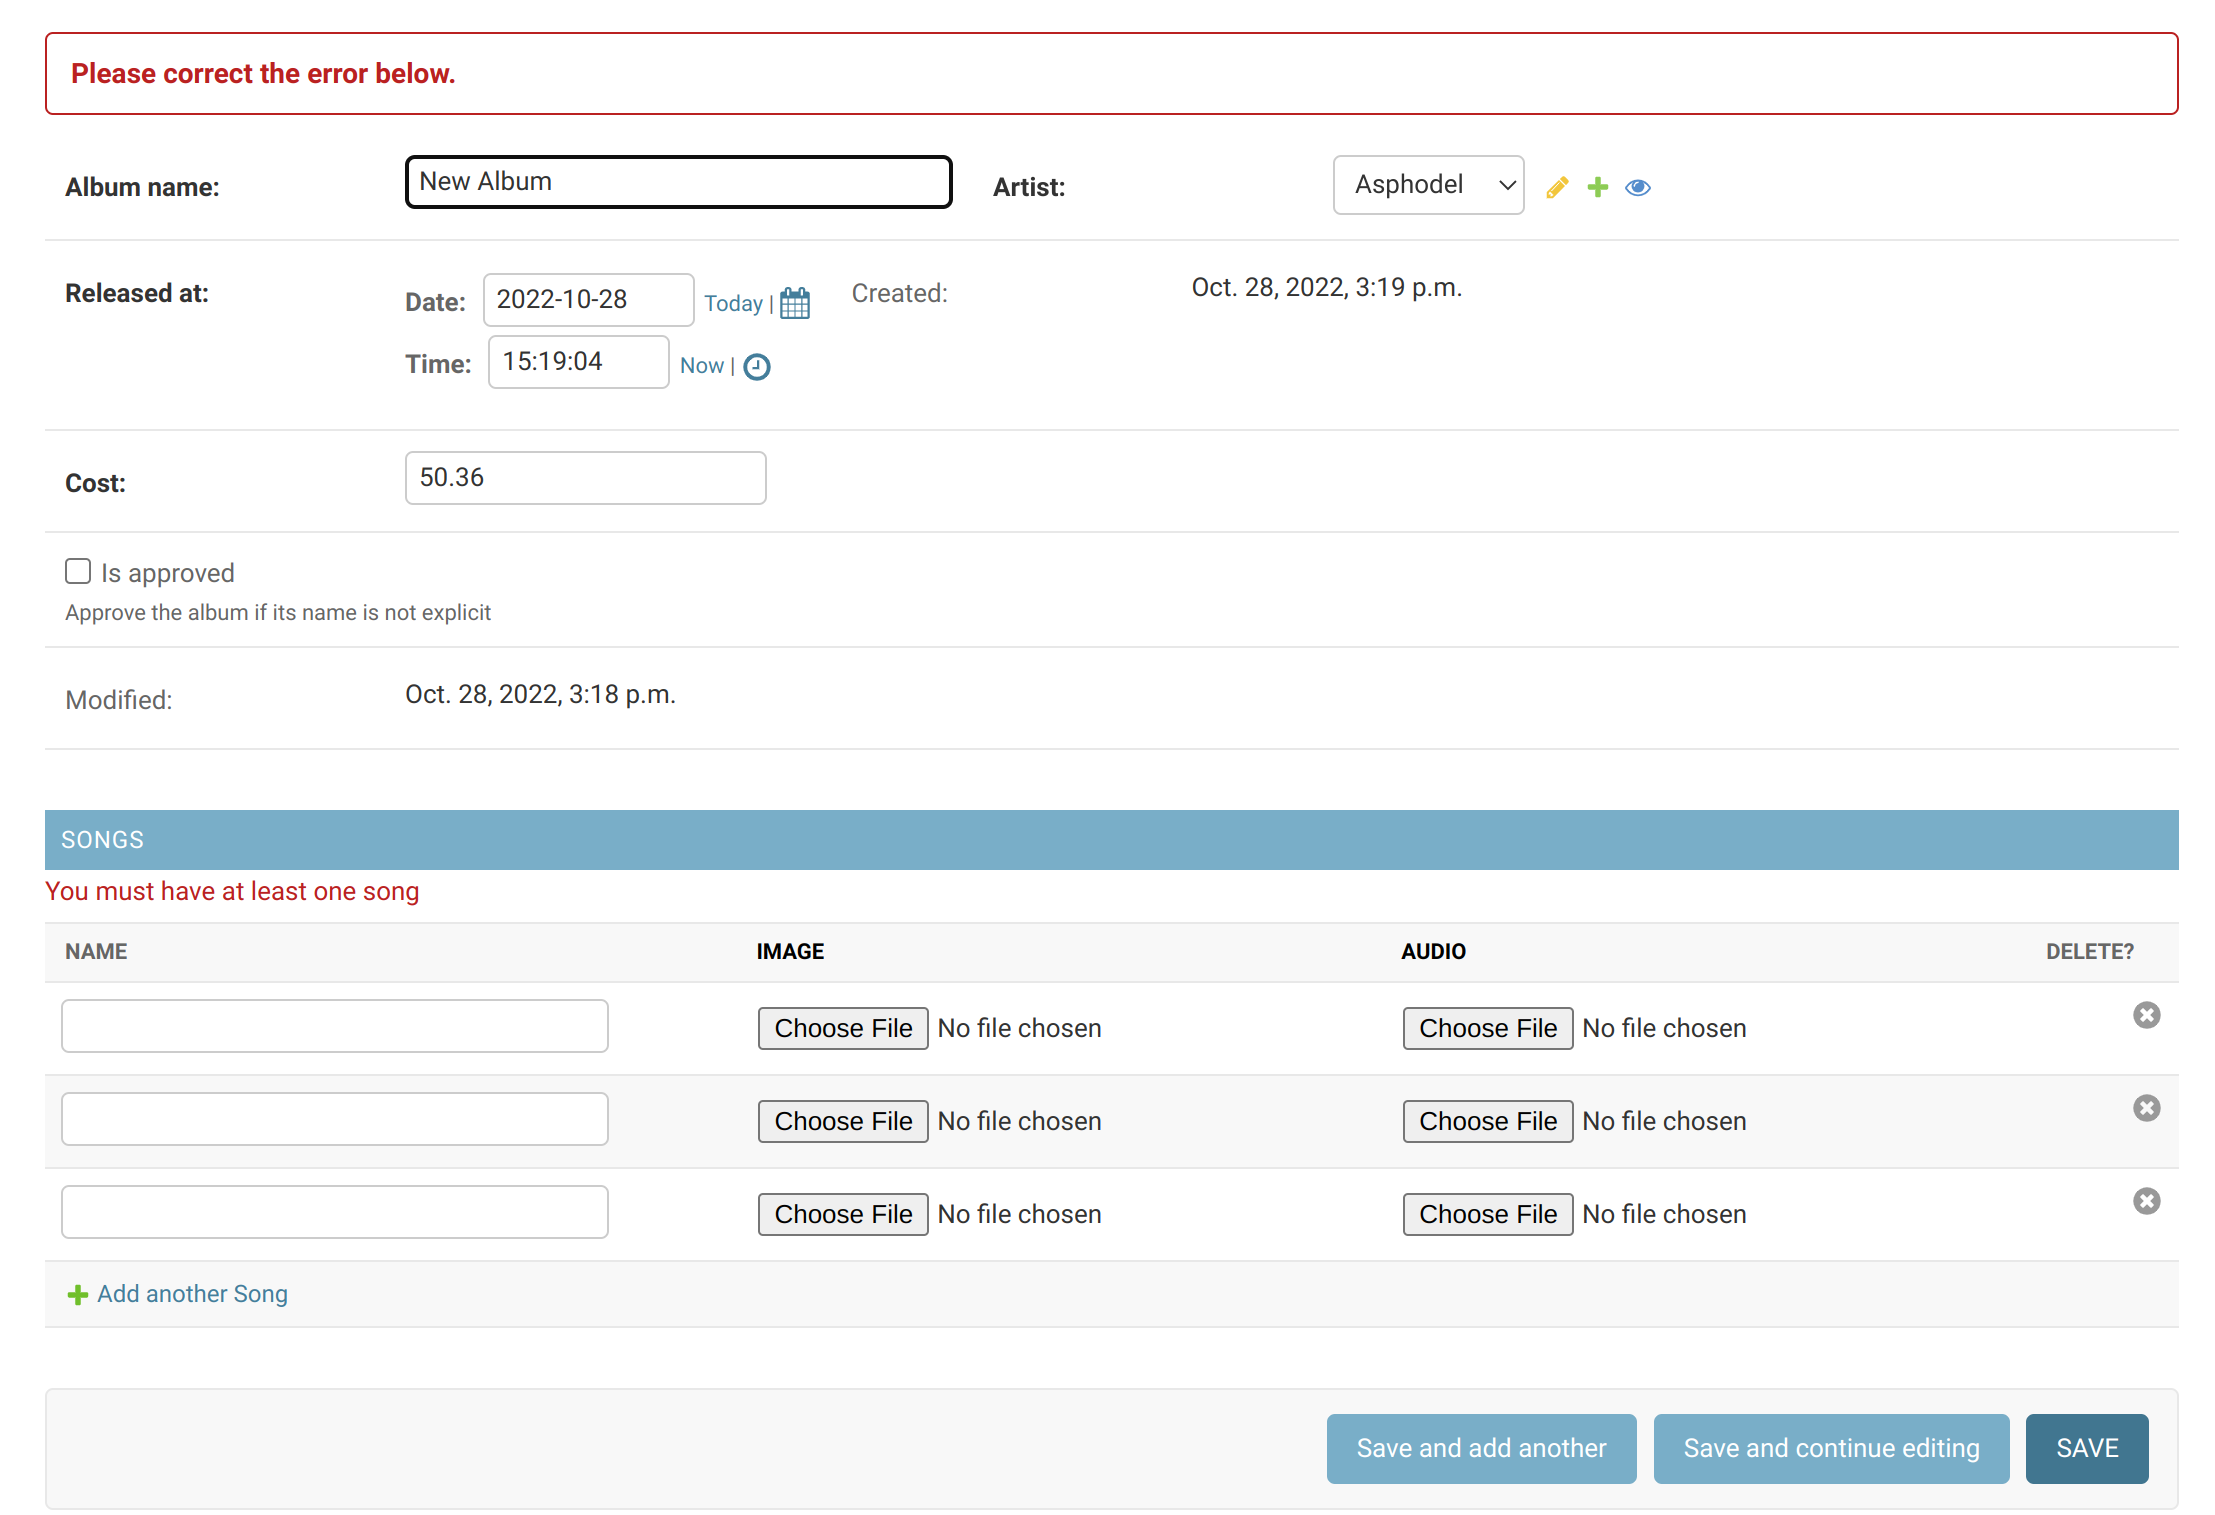 Please correct the error below.
Album name: New Album Artist: Asphodel
Released at: Date: 2022-10-28 Today | Created: Oct. 28, 2022, 3:19 p.m.
Time: 15:19:04 Now |
Cost: 50.36
Is approved
Approve the album if its name is not explicit
Modified: Oct. 28, 2022, 3:18 p.m.
SONGS
You must have at least one song
NAME IMAGE AUDIO DELETE?
Choose File No file chosen Choose File No file chosen
Choose File No file chosen Choose File No file chosen
Choose File No file chosen Choose File No file chosen
Add another Song
Save and add another Save and continue editing SAVE